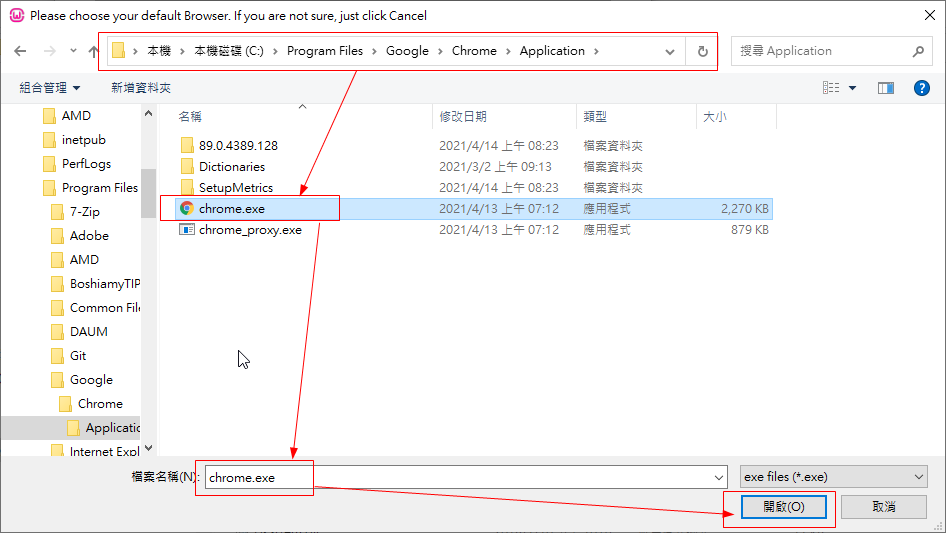 Please choose your default Browser. If you are not sure, just click Cancel
本機 › 本機磁碟 (C:) › Program Files › Google › Chrome › Application ›
搜尋 Application
組合管理 新增資料夾
名稱 修改日期 類型 大小
AMD
inetpub
PerfLogs
Program Files
7-Zip
Adobe
AMD
BoshiamyTIP
Common File
DAUM
Git
Google
Chrome
Applicatio
Internet Expl
89.0.4389.128 2021/4/14 上午 08:23 檔案資料夾
Dictionaries 2021/3/2 上午 09:13 檔案資料夾
SetupMetrics 2021/4/14 上午 08:23 檔案資料夾
chrome.exe 2021/4/13 上午 07:12 應用程式 2,270 KB
chrome_proxy.exe 2021/4/13 上午 07:12 應用程式 879 KB
檔案名稱(N): chrome.exe exe files (*.exe)
開啟(O) 取消